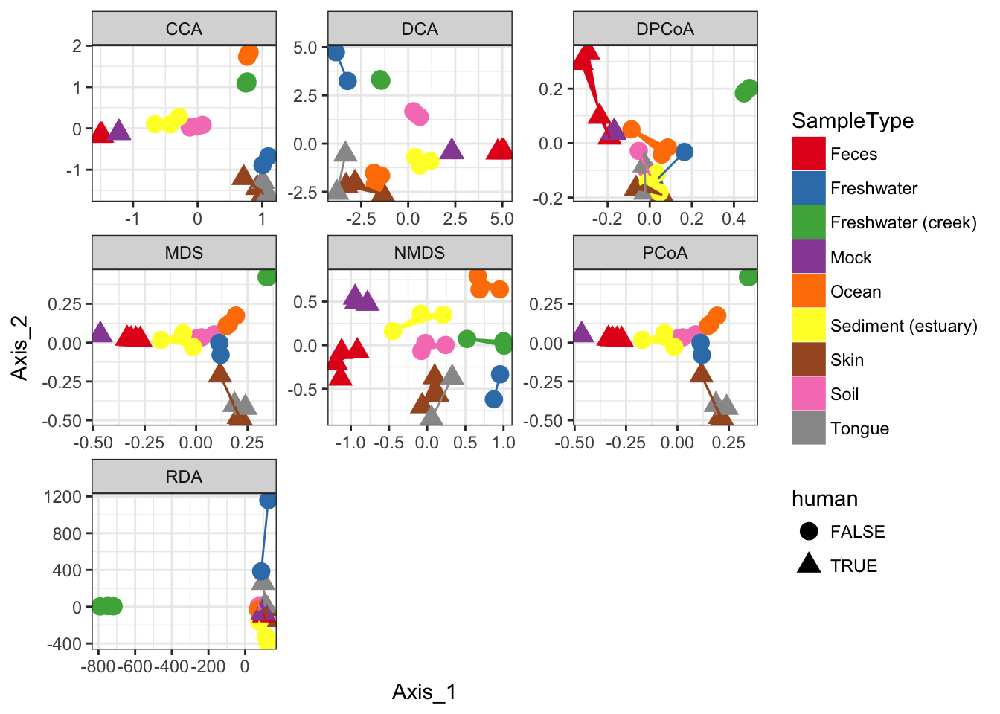 CCA
DCA
DPCoA
2
1
0
-1
-1
0
1
5.0
2.5
0.0
-2.5
-2.5
0.0
2.5
5.0
0.2
0.0
-0.2
-0.2
0.0
0.2
0.4
MDS
NMDS
PCoA
0.25
0.00
-0.25
-0.50
-0.50
-0.25
0.00
0.25
0.5
0.0
-0.5
-1.0
-0.5
0.0
0.5
1.0
0.25
0.00
-0.25
-0.50
-0.50
-0.25
0.00
0.25
RDA
1200
800
400
0
-400
-800
-600
-400
-200
0
Axis_1
Axis_2
SampleType
Feces
Freshwater
Freshwater (creek)
Mock
Ocean
Sediment (estuary)
Skin
Soil
Tongue
human
FALSE
TRUE